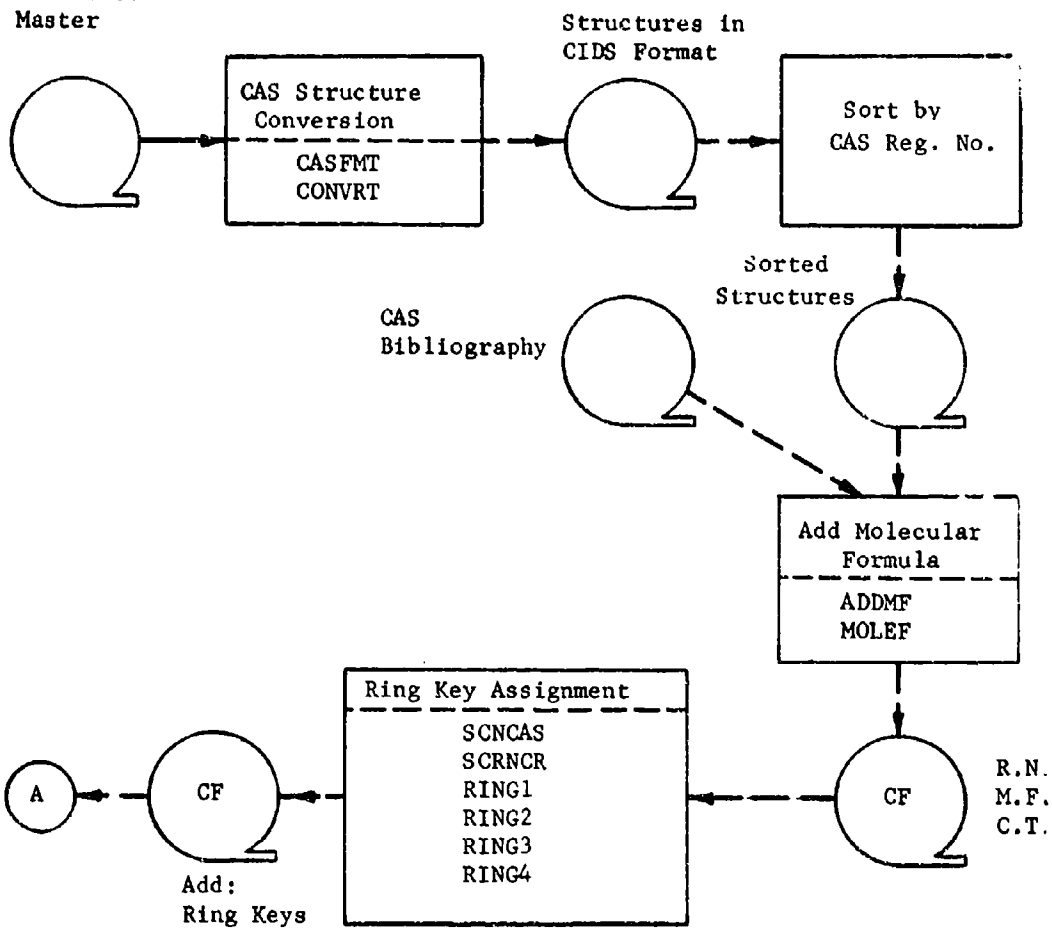 Master
Structures in
CIDS Format
CAS Structure
Conversion
CASFMT
CONVRT
Sort by
CAS Reg. No.
Sorted
Structures
CAS
Bibliography
Add Molecular
Formula
ADDMF
MOLEF
Ring Key Assignment
SCNCAS
SCRNCR
RING1
RING2
RING3
RING4
A
CF
Add:
Ring Keys
CF
R.N.
M.F.
C.T.